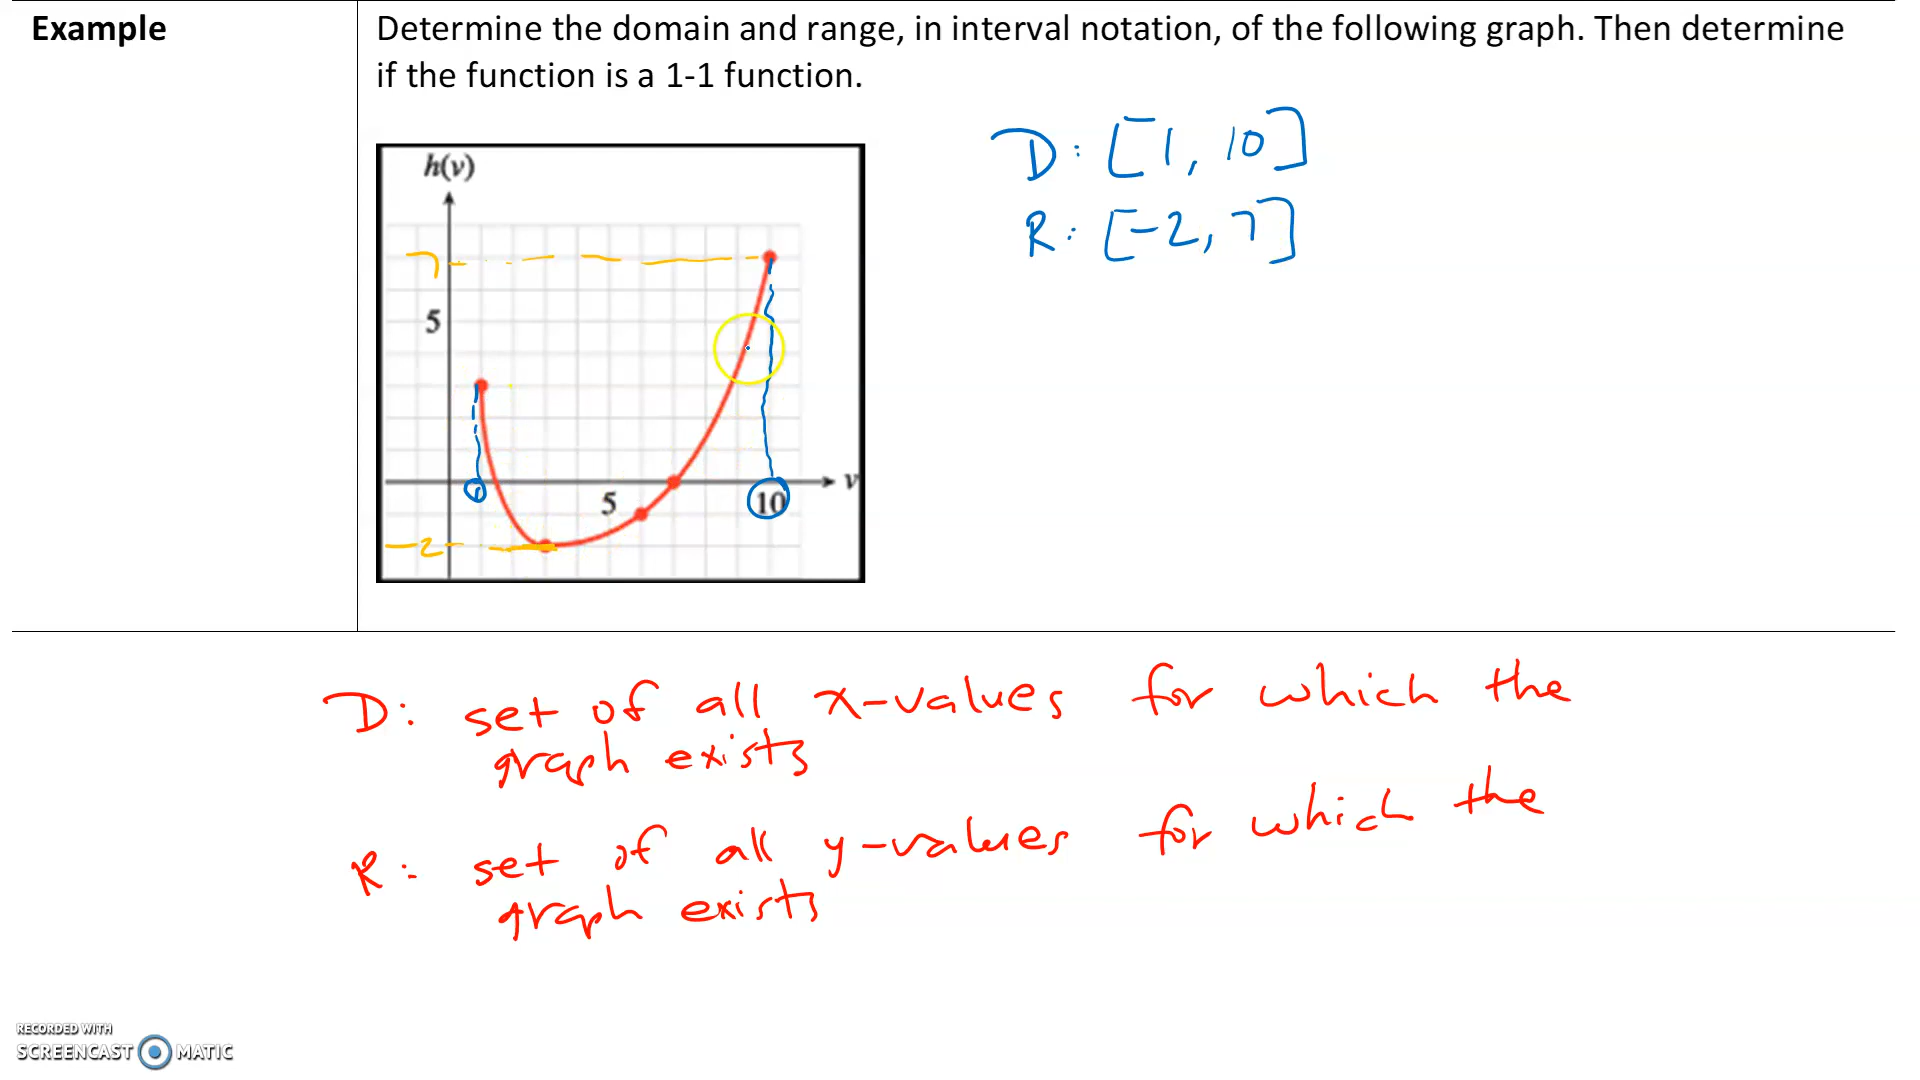 Example
Determine the domain and range, in interval notation, of the following graph. Then determine
if the function is a 1-1 function.
D: [1, 10]
R: [-2, 7]
h(v)
7
5
v
1
5
10
-2
D: set of all x-values for which the
graph exists
R: set of all y-values for which the
graph exists
RECORDED WITH
SCREENCAST MATIC